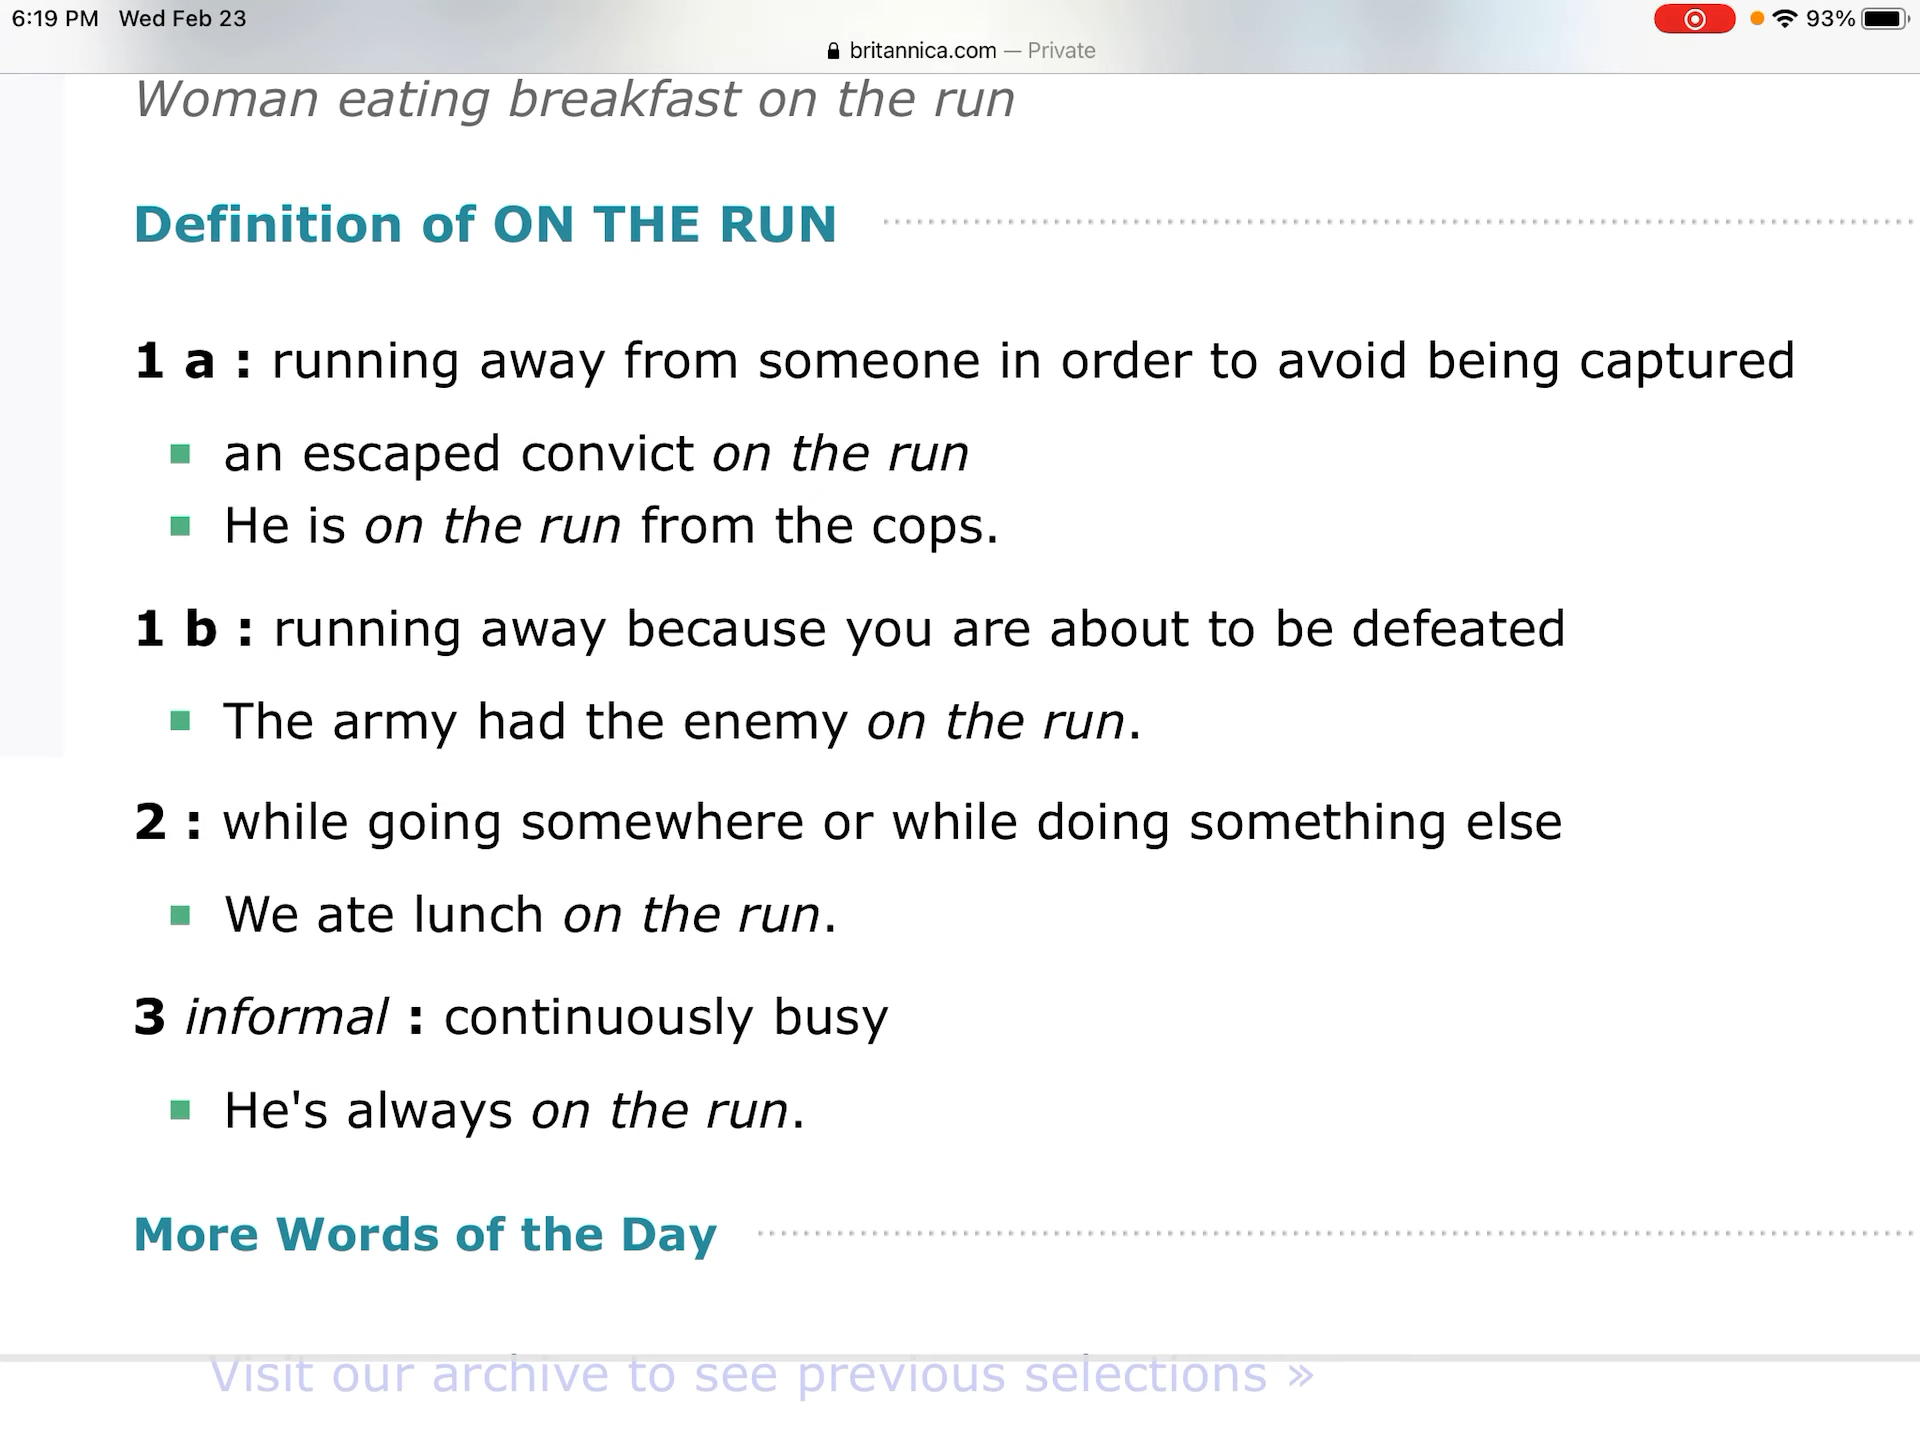 6:19 PM Wed Feb 23
93%
britannica.com — Private
Woman eating breakfast on the run
Definition of ON THE RUN
1 a : running away from someone in order to avoid being captured
an escaped convict on the run
He is on the run from the cops.
1 b : running away because you are about to be defeated
The army had the enemy on the run.
2 : while going somewhere or while doing something else
We ate lunch on the run.
3 informal : continuously busy
He's always on the run.
More Words of the Day
Visit our archive to see previous selections »